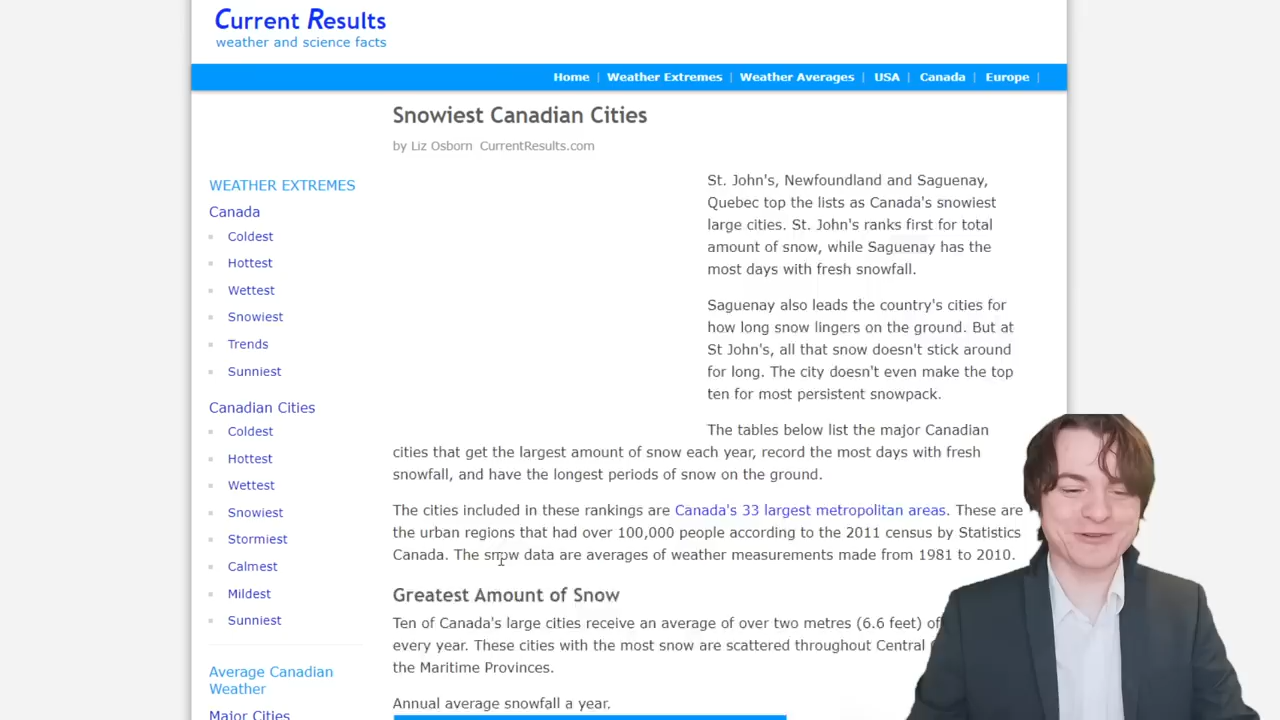 Current Results
weather and science facts
Home | Weather Extremes | Weather Averages | USA | Canada | Europe |
Snowiest Canadian Cities
by Liz Osborn CurrentResults.com
WEATHER EXTREMES
Canada
Coldest
Hottest
Wettest
Snowiest
Trends
Sunniest
Canadian Cities
Coldest
Hottest
Wettest
Snowiest
Stormiest
Calmest
Mildest
Sunniest
Average Canadian
Weather
Major Cities
St. John's, Newfoundland and Saguenay,
Quebec top the lists as Canada's snowiest
large cities. St. John's ranks first for total
amount of snow, while Saguenay has the
most days with fresh snowfall.
Saguenay also leads the country's cities for
how long snow lingers on the ground. But at
St John's, all that snow doesn't stick around
for long. The city doesn't even make the top
ten for most persistent snowpack.
The tables below list the major Canadian
cities that get the largest amount of snow each year, record the most days with fresh
snowfall, and have the longest periods of snow on the ground.
The cities included in these rankings are Canada's 33 largest metropolitan areas. These are
the urban regions that had over 100,000 people according to the 2011 census by Statistics
Canada. The snow data are averages of weather measurements made from 1981 to 2010.
Greatest Amount of Snow
Ten of Canada's large cities receive an average of over two metres (6.6 feet) of
every year. These cities with the most snow are scattered throughout Central
the Maritime Provinces.
Annual average snowfall a year.